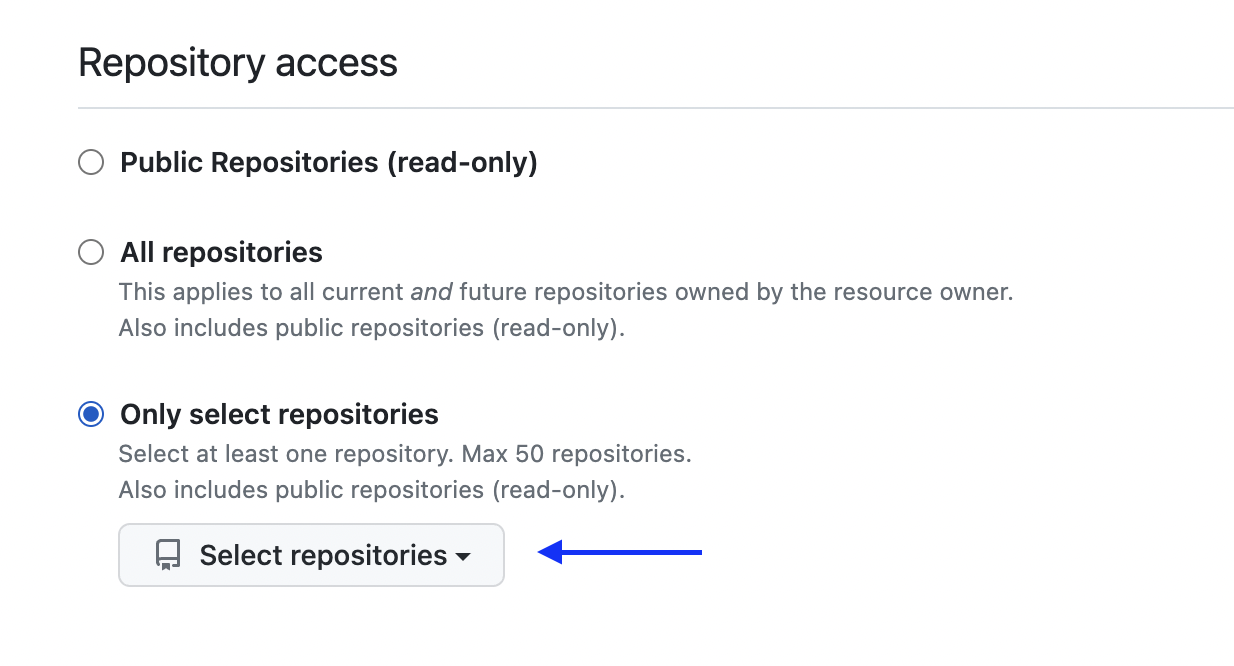 Repository access
Public Repositories (read-only)
All repositories
This applies to all current and future repositories owned by the resource owner.
Also includes public repositories (read-only).
Only select repositories
Select at least one repository. Max 50 repositories.
Also includes public repositories (read-only).
Select repositories